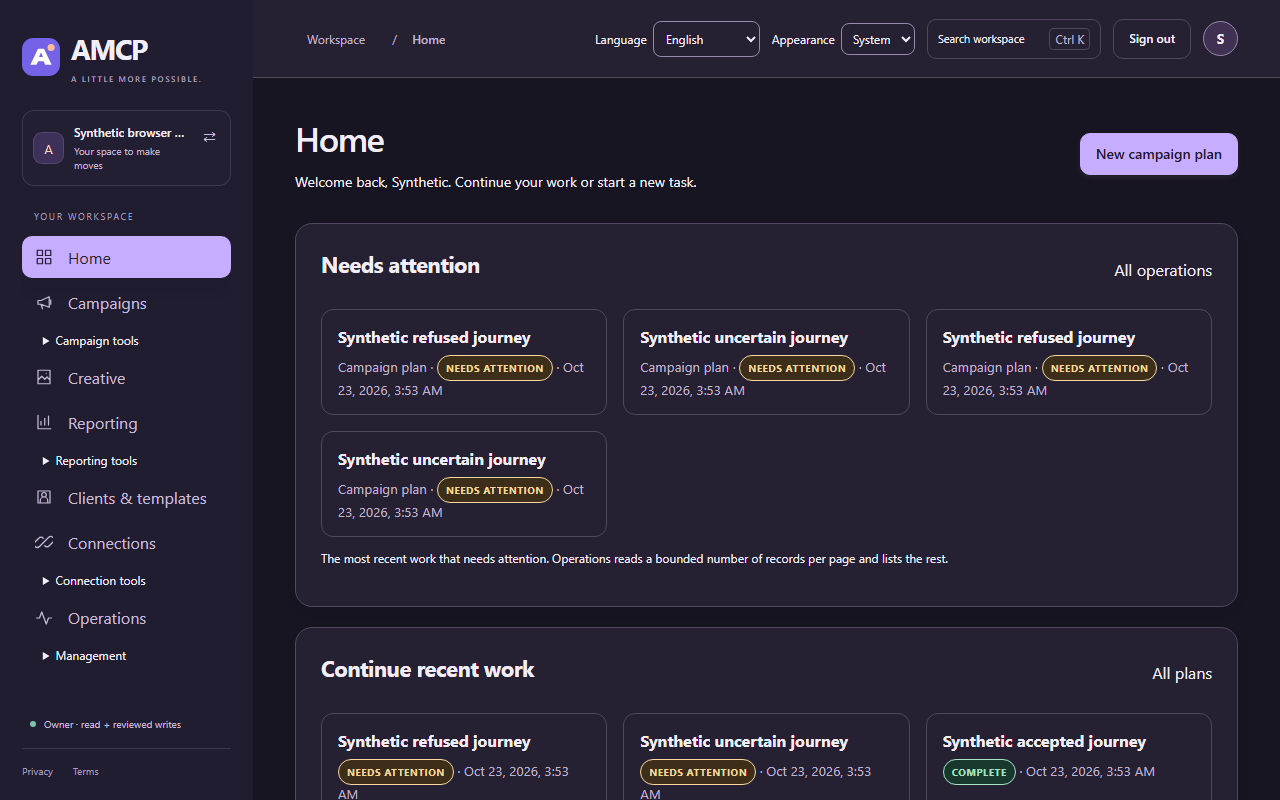 AMCP
A LITTLE MORE POSSIBLE.
A
Synthetic browser ...
Your space to make
moves
YOUR WORKSPACE
Home
Campaigns
Campaign tools
Creative
Reporting
Reporting tools
Clients & templates
Connections
Connection tools
Operations
Management
Owner · read + reviewed writes
Privacy Terms
Workspace / Home
Language English Appearance System Search workspace Ctrl K Sign out S
Home
Welcome back, Synthetic. Continue your work or start a new task.
New campaign plan
Needs attention
All operations
Synthetic refused journey
Campaign plan · NEEDS ATTENTION · Oct
23, 2026, 3:53 AM
Synthetic uncertain journey
Campaign plan · NEEDS ATTENTION · Oct
23, 2026, 3:53 AM
Synthetic refused journey
Campaign plan · NEEDS ATTENTION · Oct
23, 2026, 3:53 AM
Synthetic uncertain journey
Campaign plan · NEEDS ATTENTION · Oct
23, 2026, 3:53 AM
The most recent work that needs attention. Operations reads a bounded number of records per page and lists the rest.
Continue recent work
All plans
Synthetic refused journey
NEEDS ATTENTION · Oct 23, 2026, 3:53
AM
Synthetic uncertain journey
NEEDS ATTENTION · Oct 23, 2026, 3:53
AM
Synthetic accepted journey
COMPLETE · Oct 23, 2026, 3:53 AM